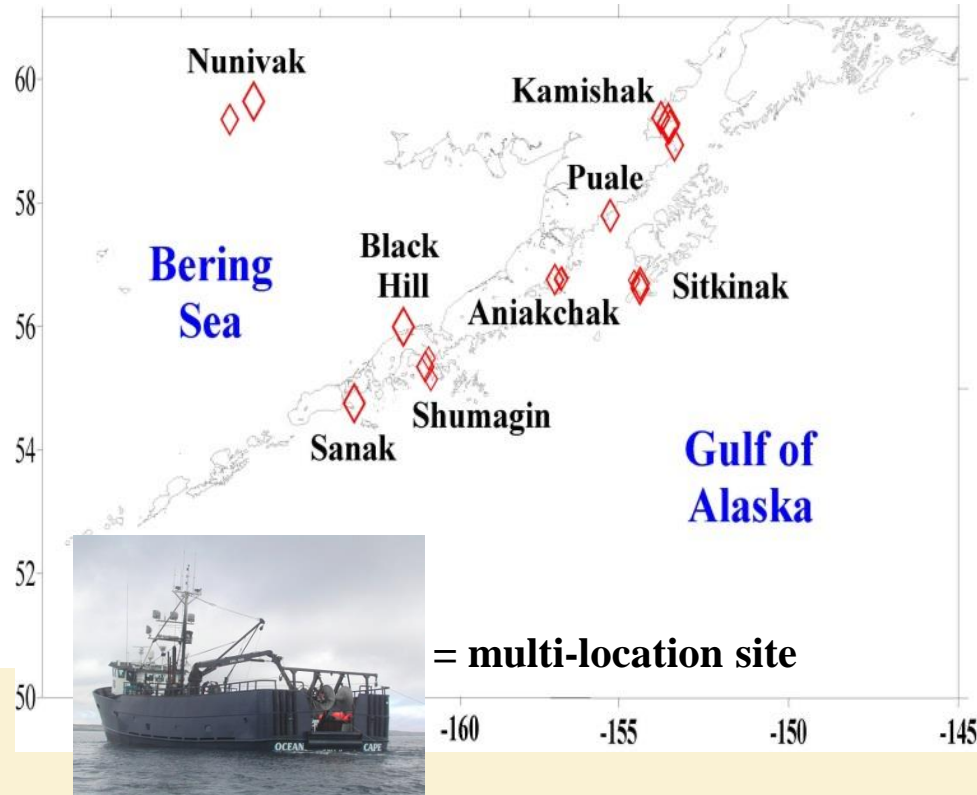 Nunivak
60
Kamishak
58
Puale
Black
Hill
Bering
Sea
Sitkinak
Aniakchak
56
Shumagin
Sanak
54
Gulf of
Alaska
52
= multi-location site
50
-160
-155
-150
-145
OCEAN
CAPE